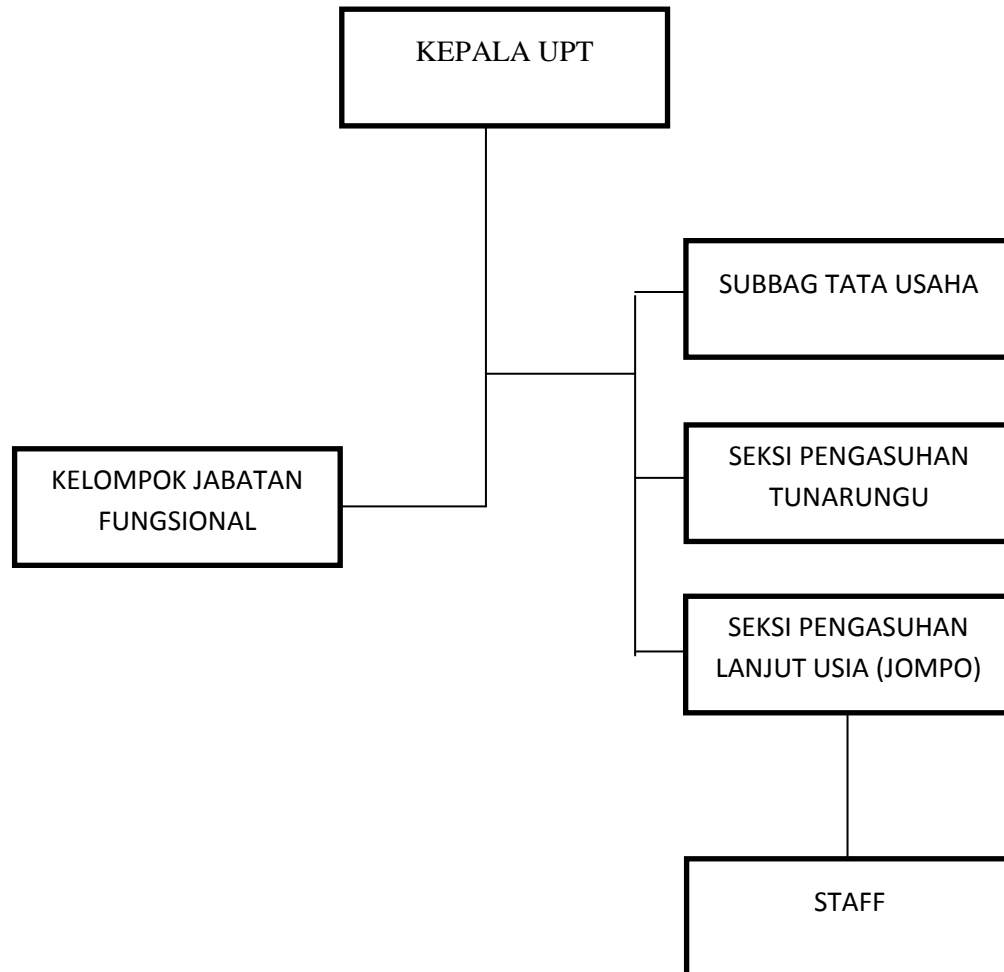 KEPALA UPT
SUBBAG TATA USAHA
SEKSI PENGASUHAN
TUNARUNGU
KELOMPOK JABATAN
FUNGSIONAL
SEKSI PENGASUHAN
LANJUT USIA (JOMPO)
STAFF